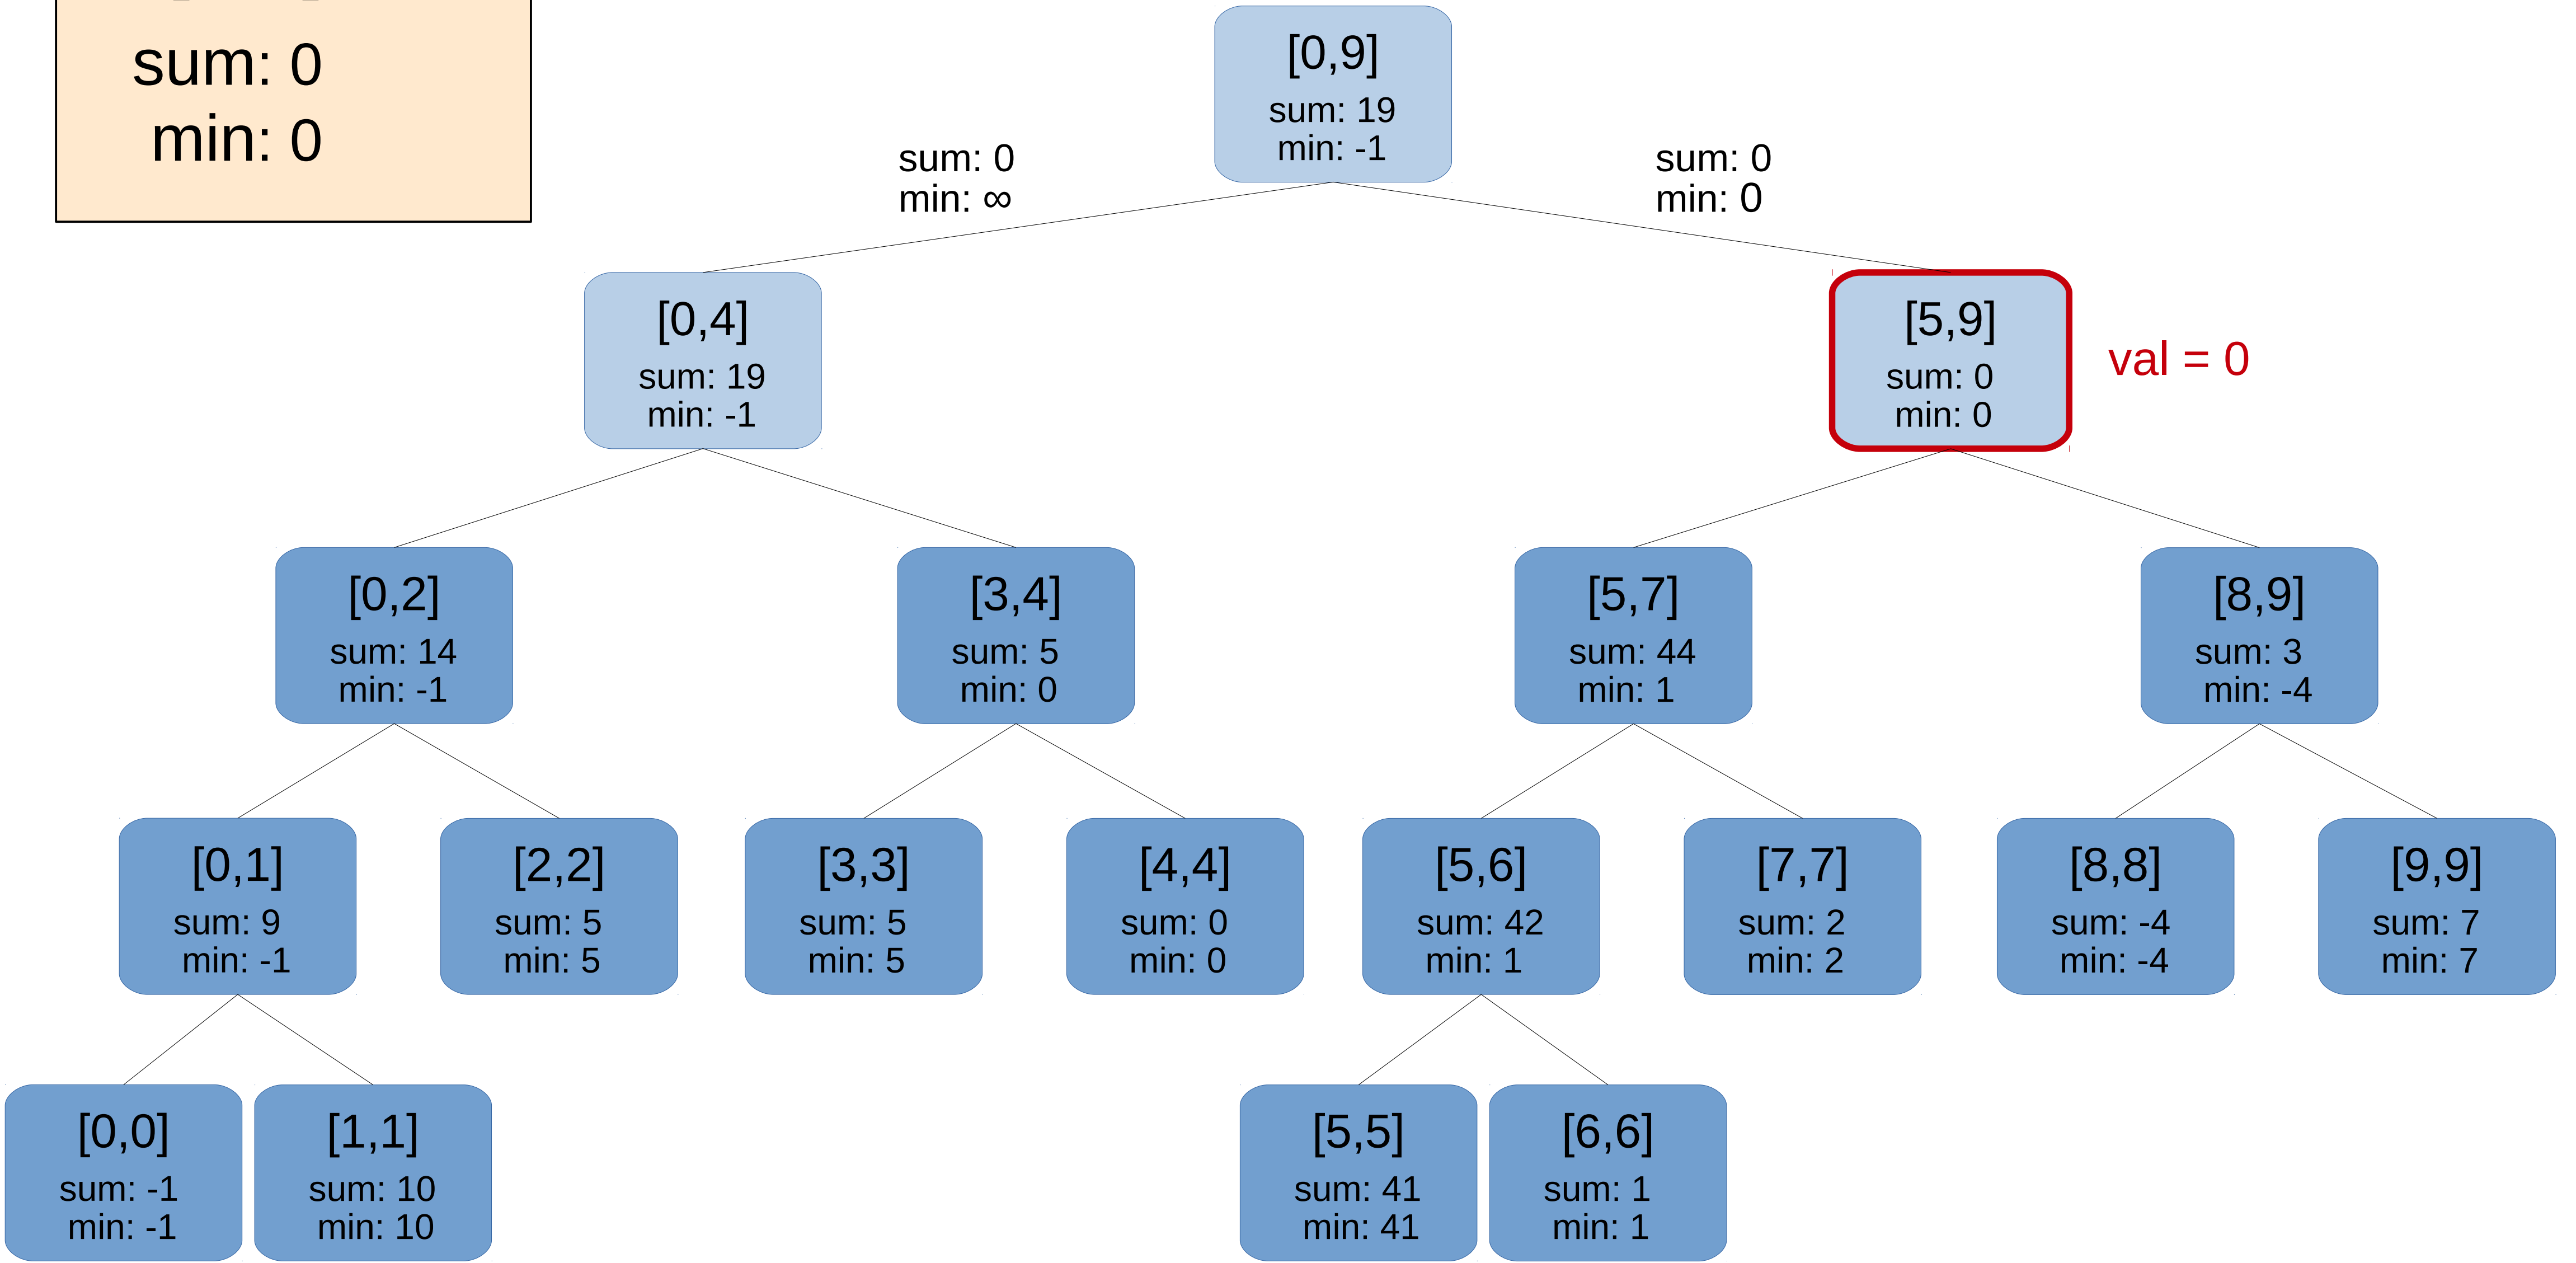 sum: 0
min: 0
[0,9]
sum: 19
min: -1
sum: 0
min: ∞
sum: 0
min: 0
[0,4]
sum: 19
min: -1
[5,9]
sum: 0
min: 0
val = 0
[0,2]
sum: 14
min: -1
[3,4]
sum: 5
min: 0
[5,7]
sum: 44
min: 1
[8,9]
sum: 3
min: -4
[0,1]
sum: 9
min: -1
[2,2]
sum: 5
min: 5
[3,3]
sum: 5
min: 5
[4,4]
sum: 0
min: 0
[5,6]
sum: 42
min: 1
[7,7]
sum: 2
min: 2
[8,8]
sum: -4
min: -4
[9,9]
sum: 7
min: 7
[0,0]
sum: -1
min: -1
[1,1]
sum: 10
min: 10
[5,5]
sum: 41
min: 41
[6,6]
sum: 1
min: 1